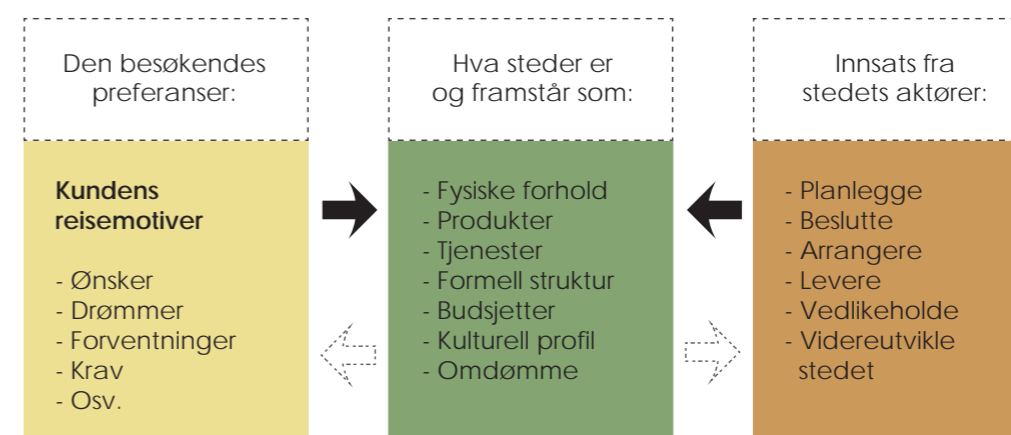 Den besøkendes
preferanser:
Kundens
reisemotiver
- Ønsker
- Drømmer
- Forventninger
- Krav
- Osv.
Hva steder er
og framstår som:
- Fysiske forhold
- Produkter
- Tjenester
- Formell struktur
- Budsjetter
- Kulturell profil
- Omdømme
Innsats fra
stedets aktører:
- Planlegge
- Beslutte
- Arrangere
- Levere
- Vedlikeholde
- Videreutvikle
stedet